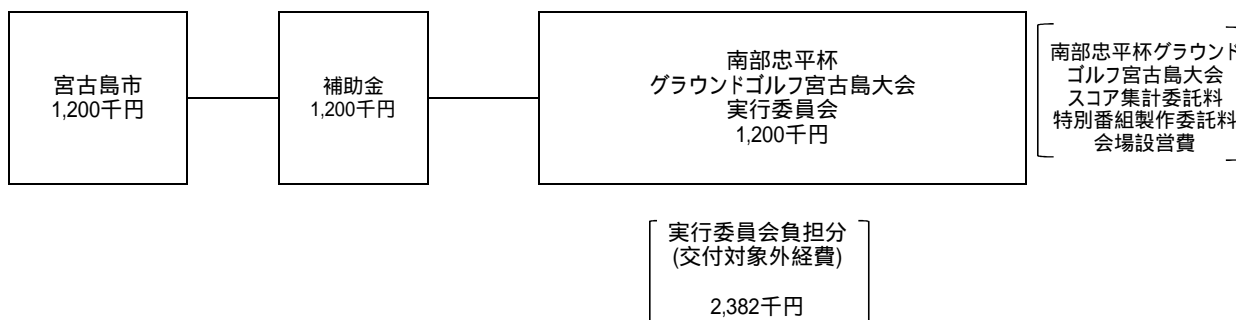 宮古島市
1,200千円
補助金
1,200千円
南部忠平杯
グラウンドゴルフ宮古島大会
実行委員会
1,200千円
南部忠平杯グラウンド
ゴルフ宮古島大会
スコア集計委託料
特別番組製作委託料
会場設営費
実行委員会負担分
(交付対象外経費)
2,382千円